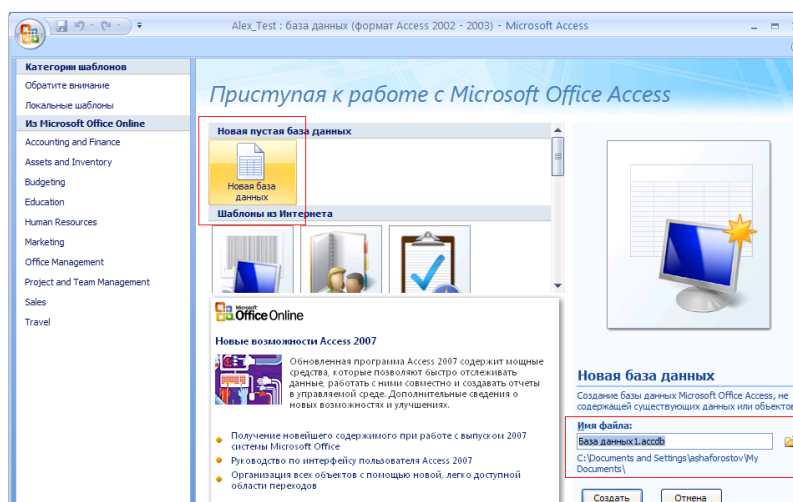 Alex_Test : база данных (формат Access 2002 - 2003) - Microsoft Access
Категории шаблонов
Обратите внимание
Локальные шаблоны
Из Microsoft Office Online
Accounting and Finance
Assets and Inventory
Budgeting
Education
Human Resources
Marketing
Office Management
Project and Team Management
Sales
Travel
Приступая к работе с Microsoft Office Access
Новая пустая база данных
Новая база
данных
Шаблоны из Интернета
Microsoft
Office Online
Новые возможности Access 2007
Обновленная программа Access 2007 содержит мощные
средства, которые позволяют быстро отслеживать
данные, работать с ними совместно и создавать отчеты
в управляемой среде. Дополнительные сведения о
новых возможностях и улучшениях.
Получение новейшего содержимого при работе с выпуском 2007
системы Microsoft Office
Руководство по интерфейсу пользователя Access 2007
Организация всех объектов с помощью новой, легко доступной
области переходов
Новая база данных
Создание базы данных Microsoft Office Access, не
содержащей существующих данных или объектов
Имя файла:
База данных1.accdb
C:\Documents and Settings\ashaforostov\My
Documents\
Создать
Отмена